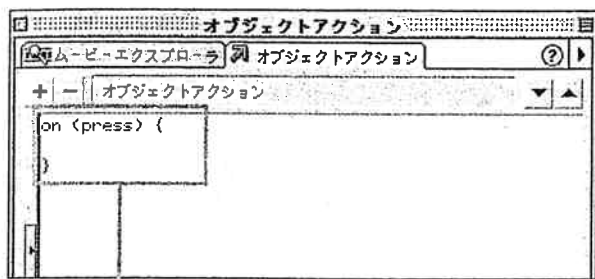 オブジェクトアクション
ムービーエクスプローラ オブジェクトアクション ?
+ - オブジェクトアクション
on (press) {
}